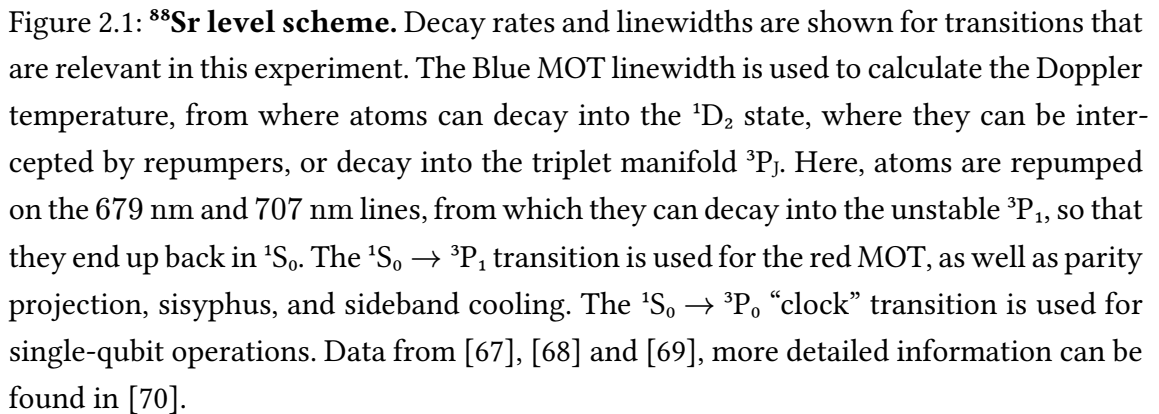 Figure 2.1: ⁸⁸Sr level scheme. Decay rates and linewidths are shown for transitions that
are relevant in this experiment. The Blue MOT linewidth is used to calculate the Doppler
temperature, from where atoms can decay into the ¹D₂ state, where they can be inter-
cepted by repumpers, or decay into the triplet manifold ³Pⱼ. Here, atoms are repumped
on the 679 nm and 707 nm lines, from which they can decay into the unstable ³P₁, so that
they end up back in ¹S₀. The ¹S₀ → ³P₁ transition is used for the red MOT, as well as parity
projection, sisyphus, and sideband cooling. The ¹S₀ → ³P₀ “clock” transition is used for
single-qubit operations. Data from [67], [68] and [69], more detailed information can be
found in [70].